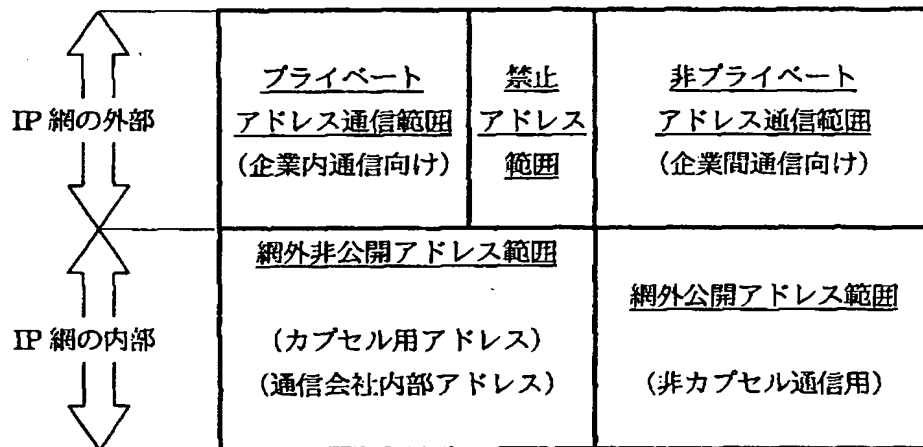 IP 網の外部
プライベート
アドレス通信範囲
(企業内通信向け)
禁止
アドレス
範囲
非プライベート
アドレス通信範囲
(企業間通信向け)
IP 網の内部
網外非公開アドレス範囲
(カプセル用アドレス)
(通信会社内部アドレス)
網外公開アドレス範囲
(非カプセル通信用)